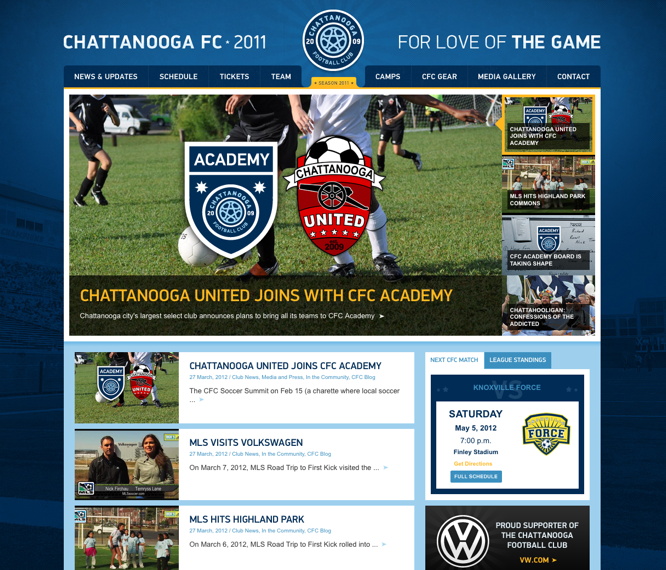 CHATTANOOGA FC • 2011
CHATTANOOGA
20 09
FOOTBALL CLUB
FOR LOVE OF THE GAME
NEWS & UPDATES
SCHEDULE
TICKETS
TEAM
• SEASON 2011 •
CAMPS
CFC GEAR
MEDIA GALLERY
CONTACT
ACADEMY
CHATTANOOGA
20 09
FOOTBALL CLUB
CHATTANOOGA
UNITED
2009
CHATTANOOGA UNITED JOINS WITH CFC ACADEMY
Chattanooga city's largest select club announces plans to bring all its teams to CFC Academy ➤
CHATTANOOGA UNITED
JOINS WITH CFC
ACADEMY
MLS HITS HIGHLAND PARK
COMMONS
CFC ACADEMY BOARD IS
TAKING SHAPE
CHATTAHOOLIGAN:
CONFESSIONS OF THE
ADDICTED
CHATTANOOGA UNITED JOINS CFC ACADEMY
27 March, 2012 / Club News, Media and Press, In the Community, CFC Blog
The CFC Soccer Summit on Feb 15 (a charette where local soccer
... ➤
MLS VISITS VOLKSWAGEN
27 March, 2012 / Club News, In the Community, CFC Blog
On March 7, 2012, MLS Road Trip to First Kick visited the ... ➤
MLS HITS HIGHLAND PARK
27 March, 2012 / Club News, In the Community, CFC Blog
On March 6, 2012, MLS Road Trip to First Kick rolled into ... ➤
NEXT CFC MATCH
LEAGUE STANDINGS
VS
KNOXVILLE FORCE
SATURDAY
May 5, 2012
7:00 p.m.
Finley Stadium
Get Directions
FULL SCHEDULE
FORCE
PROUD SUPPORTER OF
THE CHATTANOOGA
FOOTBALL CLUB
VW.COM ➤